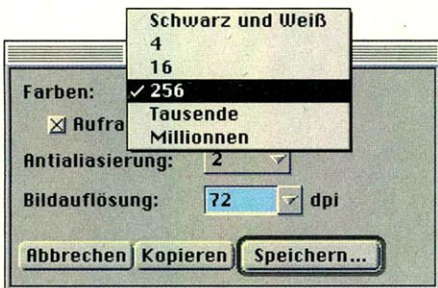 Schwarz und Weiß
4
16
Farben: ✓ 256
Aufra
Tausende
Millionnen
Antialiasierung: 2
Bildauflösung: 72 dpi
Abbrechen Kopieren Speichern...